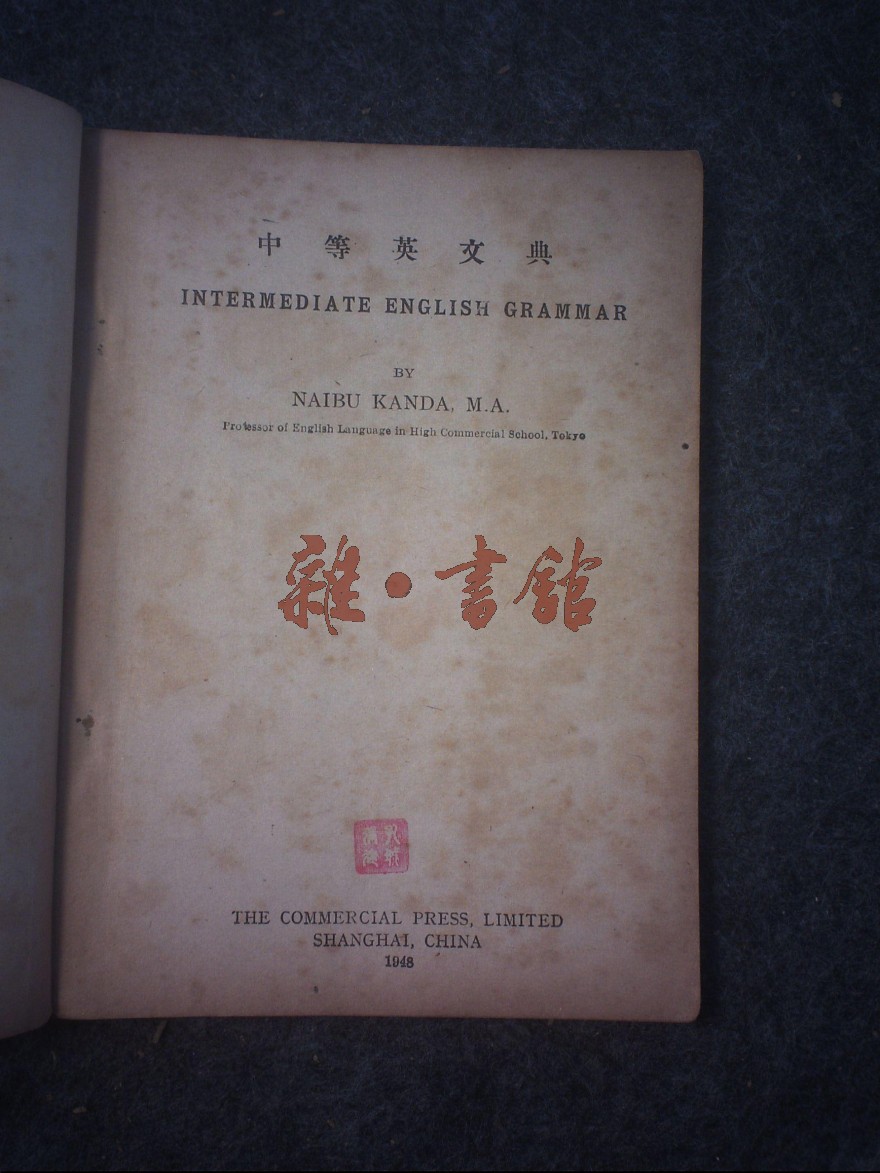 中等英文典
INTERMEDIATE ENGLISH GRAMMAR
BY
NAIBU KANDA, M.A.
Professor of English Language in High Commercial School, Tokyo
雜·書館
THE COMMERCIAL PRESS, LIMITED
SHANGHAI, CHINA
1948